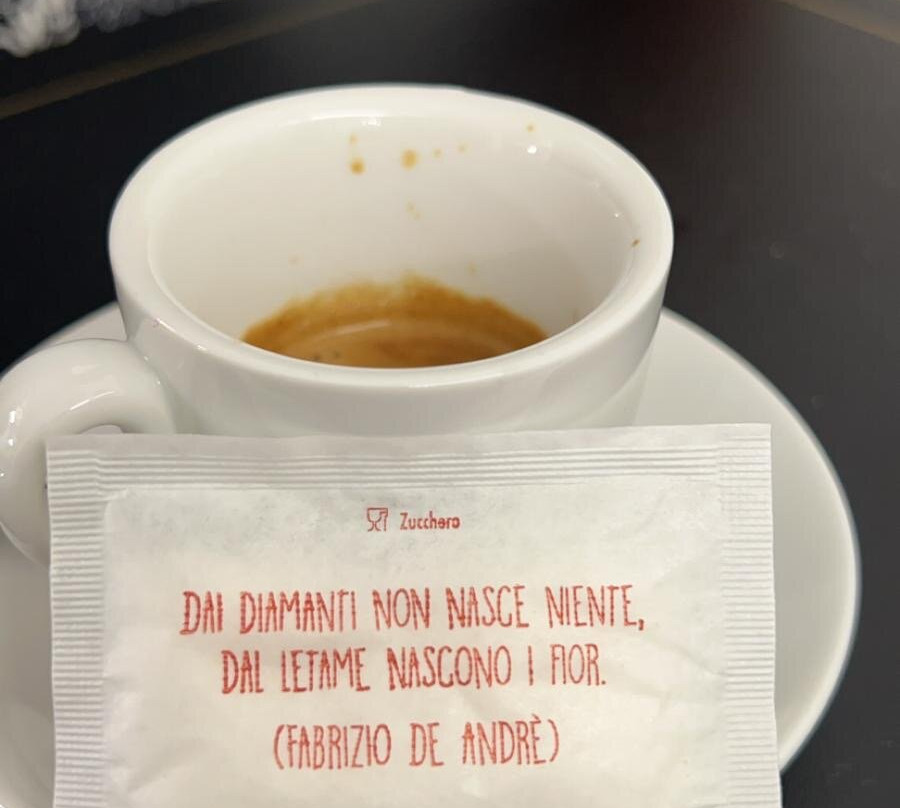 Zucchero
DAI DIAMANTI NON NASCE NIENTE,
DAL LETAME NASCONO I FIOR.
(FABRIZIO DE ANDRÈ)